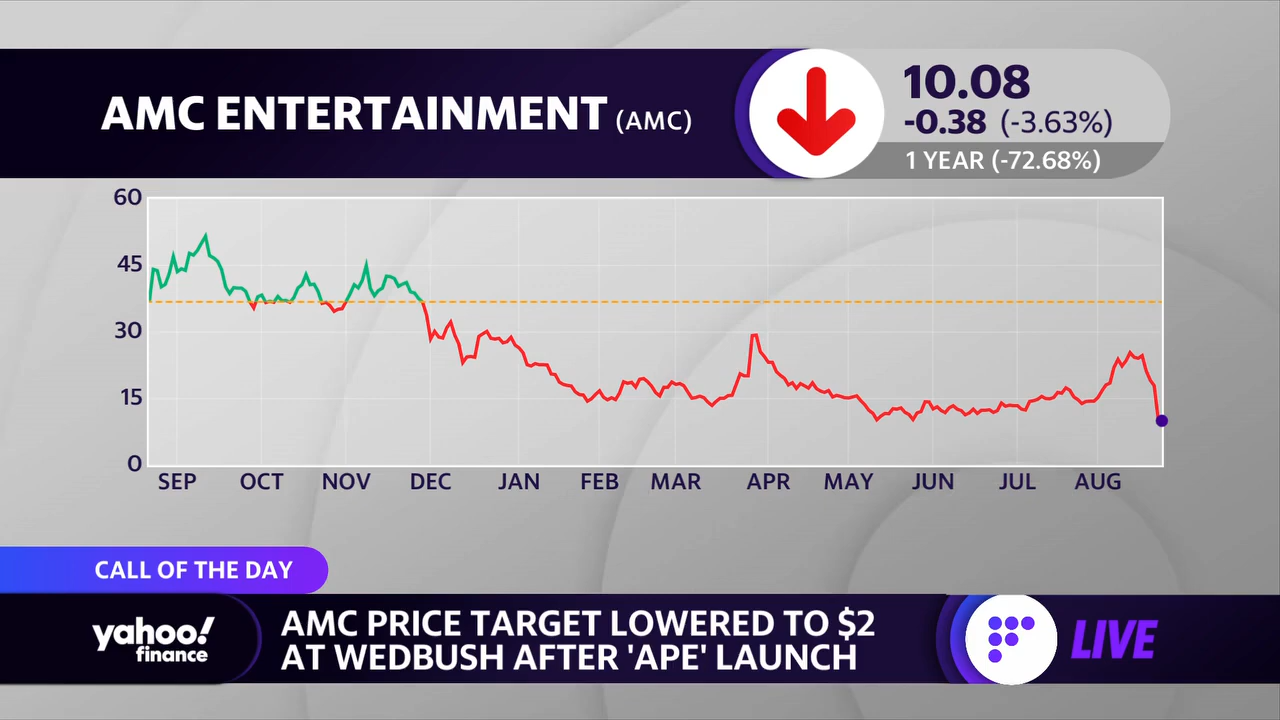 AMC ENTERTAINMENT (AMC)
10.08
-0.38 (-3.63%)
1 YEAR (-72.68%)
60
45
30
15
0
SEP OCT NOV DEC JAN FEB MAR APR MAY JUN JUL AUG
CALL OF THE DAY
yahoo!
finance
AMC PRICE TARGET LOWERED TO $2
AT WEDBUSH AFTER 'APE' LAUNCH
LIVE